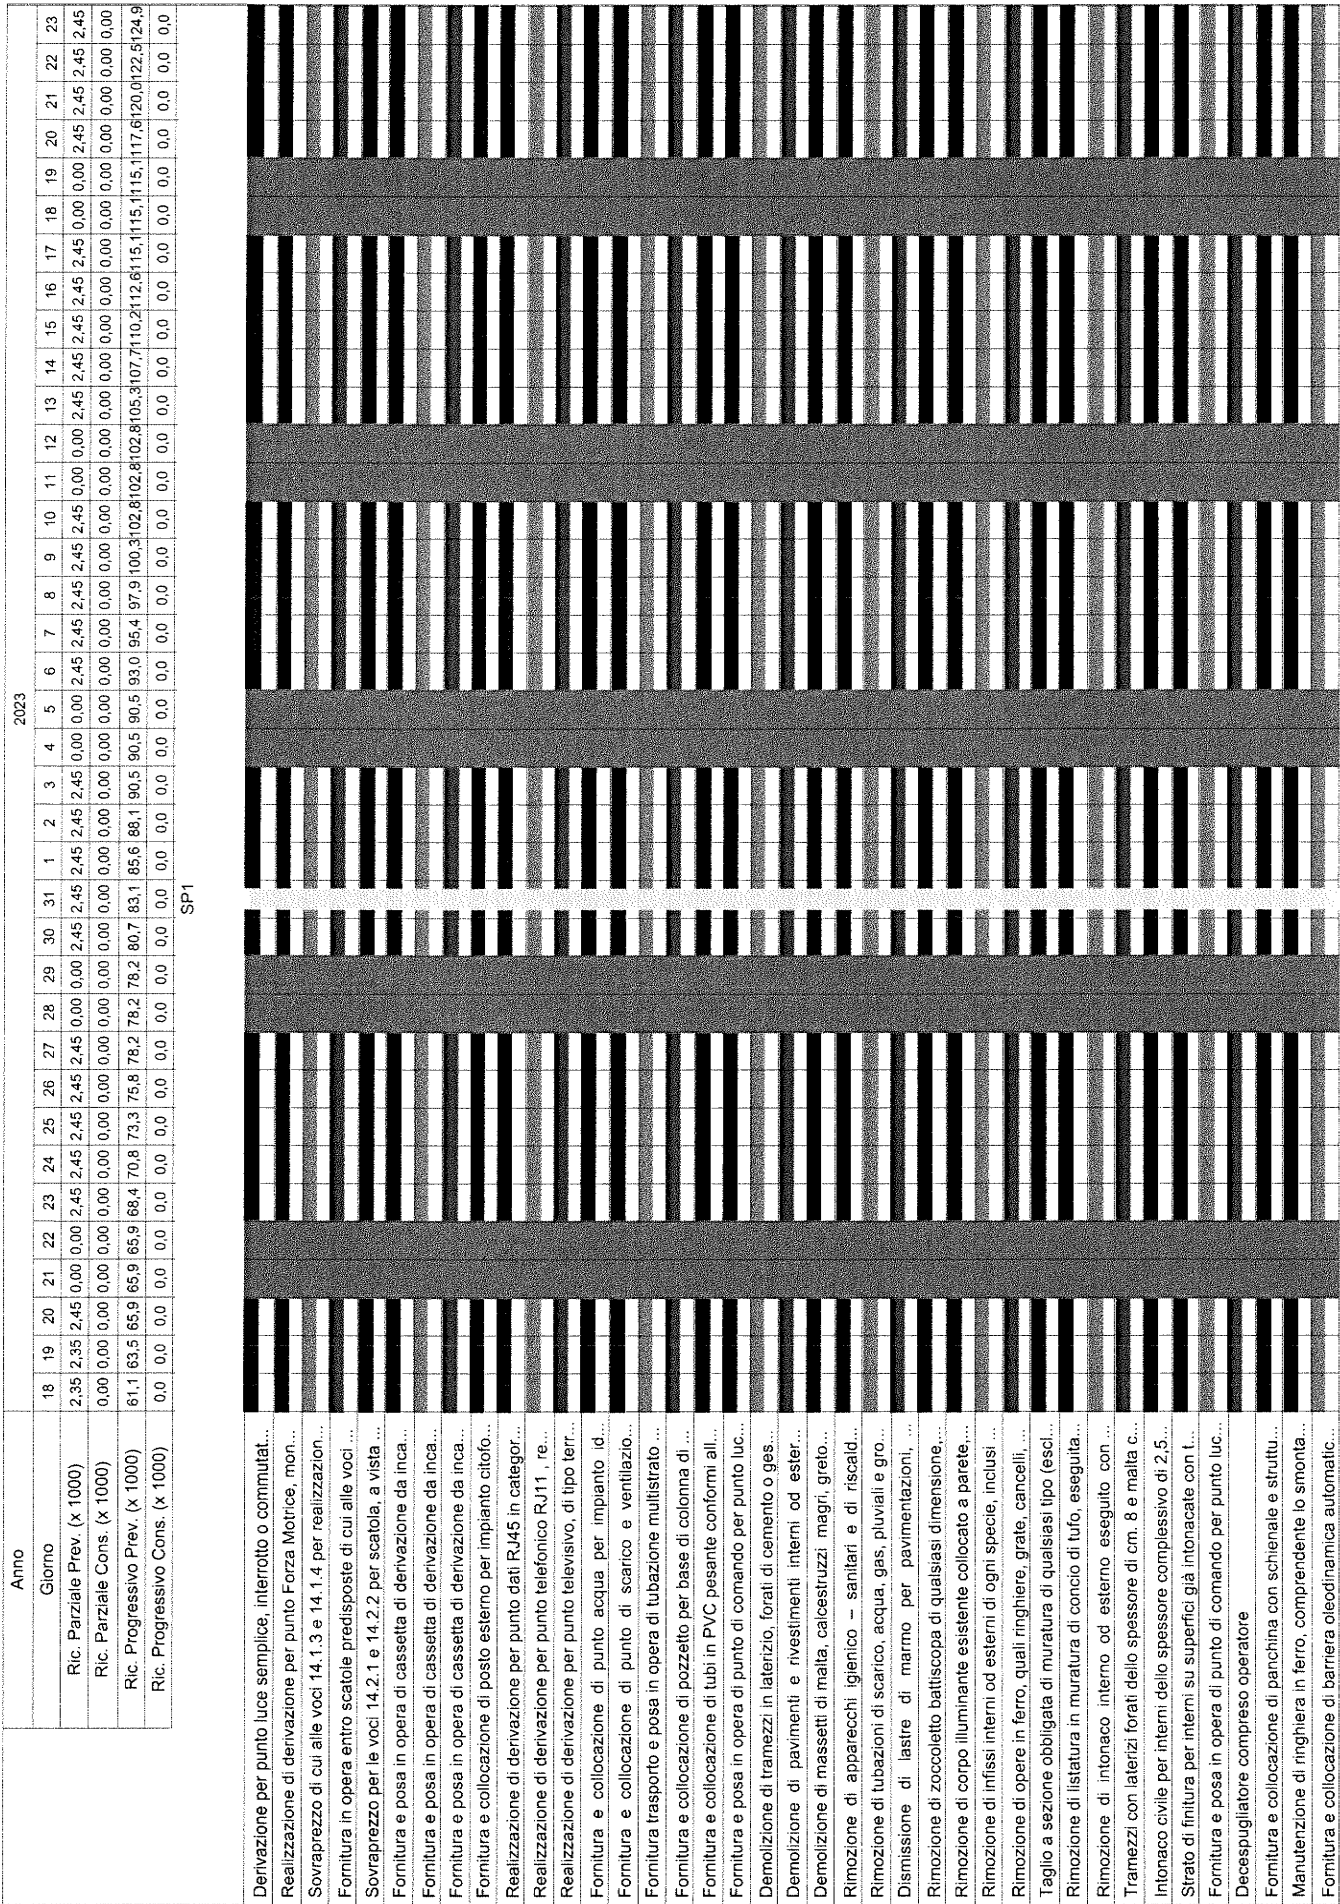 Anno 2023
Giorno 18 19 20 21 22 23 24 25 26 27 28 29 30 31 1 2 3 4 5 6 7 8 9 10 11 12 13 14 15 16 17 18 19 20 21 22 23
Ric. Parziale Prev. (x 1000) 2,35 2,35 2,45 0,00 0,00 2,45 2,45 2,45 2,45 2,45 0,00 0,00 2,45 2,45 2,45 2,45 2,45 0,00 0,00 2,45 2,45 2,45 2,45 2,45 0,00 0,00 2,45 2,45 2,45 2,45 2,45 0,00 0,00 2,45 2,45 2,45 2,45
Ric. Parziale Cons. (x 1000) 0,00 0,00 0,00 0,00 0,00 0,00 0,00 0,00 0,00 0,00 0,00 0,00 0,00 0,00 0,00 0,00 0,00 0,00 0,00 0,00 0,00 0,00 0,00 0,00 0,00 0,00 0,00 0,00 0,00 0,00 0,00 0,00 0,00 0,00 0,00 0,00 0,00
Ric. Progressivo Prev. (x 1000) 61,1 63,5 65,9 65,9 65,9 68,4 70,8 73,3 75,8 78,2 78,2 78,2 80,7 83,1 85,6 88,1 90,5 90,5 90,5 93,0 95,4 97,9 100,3 102,8 102,8 102,8 105,3 107,7 110,2 112,6 115,1 115,1 115,1 117,6 120,0 122,5 124,9
Ric. Progressivo Cons. (x 1000) 0,0 0,0 0,0 0,0 0,0 0,0 0,0 0,0 0,0 0,0 0,0 0,0 0,0 0,0 0,0 0,0 0,0 0,0 0,0 0,0 0,0 0,0 0,0 0,0 0,0 0,0 0,0 0,0 0,0 0,0 0,0 0,0 0,0 0,0 0,0 0,0 0,0
SP1
Derivazione per punto luce semplice, interrotto o commutat...
Realizzazione di derivazione per punto Forza Motrice, mon...
Sovraprezzo di cui alle voci 14.1.3 e 14.1.4 per realizzazion...
Fornitura in opera entro scatole predisposte di cui alle voci ...
Sovraprezzo per le voci 14.2.1 e 14.2.2 per scatola, a vista ...
Fornitura e posa in opera di cassetta di derivazione da inca...
Fornitura e posa in opera di cassetta di derivazione da inca...
Fornitura e posa in opera di cassetta di derivazione da inca...
Fornitura e collocazione di posto esterno per impianto citofo...
Realizzazione di derivazione per punto dati RJ45 in categor...
Realizzazione di derivazione per punto telefonico RJ11 , re...
Realizzazione di derivazione per punto televisivo, di tipo terr...
Fornitura e collocazione di punto acqua per impianto id...
Fornitura e collocazione di punto di scarico e ventilazio...
Fornitura trasporto e posa in opera di tubazione multistrato ...
Fornitura e collocazione di pozzetto per base di colonna di ...
Fornitura e collocazione di tubi in PVC pesante conformi all...
Fornitura e posa in opera di punto di comando per punto luc...
Demolizione di tramezzi in laterizio, forati di cemento o ges...
Demolizione di pavimenti e rivestimenti interni od ester...
Demolizione di massetti di malta, calcestruzzi magri, greto...
Rimozione di apparecchi igienico – sanitari e di riscald...
Rimozione di tubazioni di scarico, acqua, gas, pluviali e gro...
Dismissione di lastre di marmo per pavimentazioni, ...
Rimozione di zoccoletto battiscopa di qualsiasi dimensione,...
Rimozione di corpo illuminante esistente collocato a parete,...
Rimozione di infissi interni od esterni di ogni specie, inclusi ...
Rimozione di opere in ferro, quali ringhiere, grate, cancelli, ...
Taglio a sezione obbligata di muratura di qualsiasi tipo (escl...
Rimozione di listatura in muratura di concio di tufo, eseguita...
Rimozione di intonaco interno od esterno eseguito con ...
Tramezzi con laterizi forati dello spessore di cm. 8 e malta c...
Intonaco civile per interni dello spessore complessivo di 2,5...
Strato di finitura per interni su superfici già intonacate con t...
Fornitura e posa in opera di punto di comando per punto luc...
Decespugliatore compreso operatore
Fornitura e collocazione di panchina con schienale e struttu...
Manutenzione di ringhiera in ferro, comprendente lo smonta...
Fornitura e collocazione di barriera oleodinamica automatic...